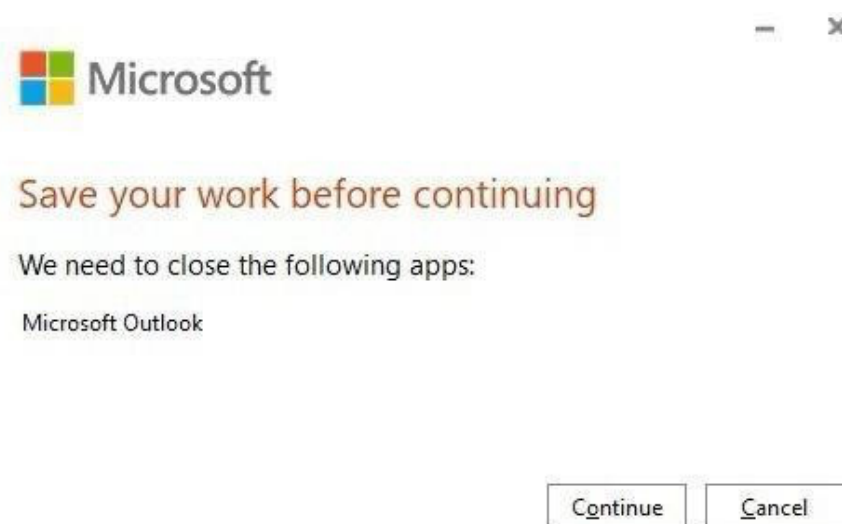 Microsoft
Save your work before continuing
We need to close the following apps:
Microsoft Outlook
Continue
Cancel